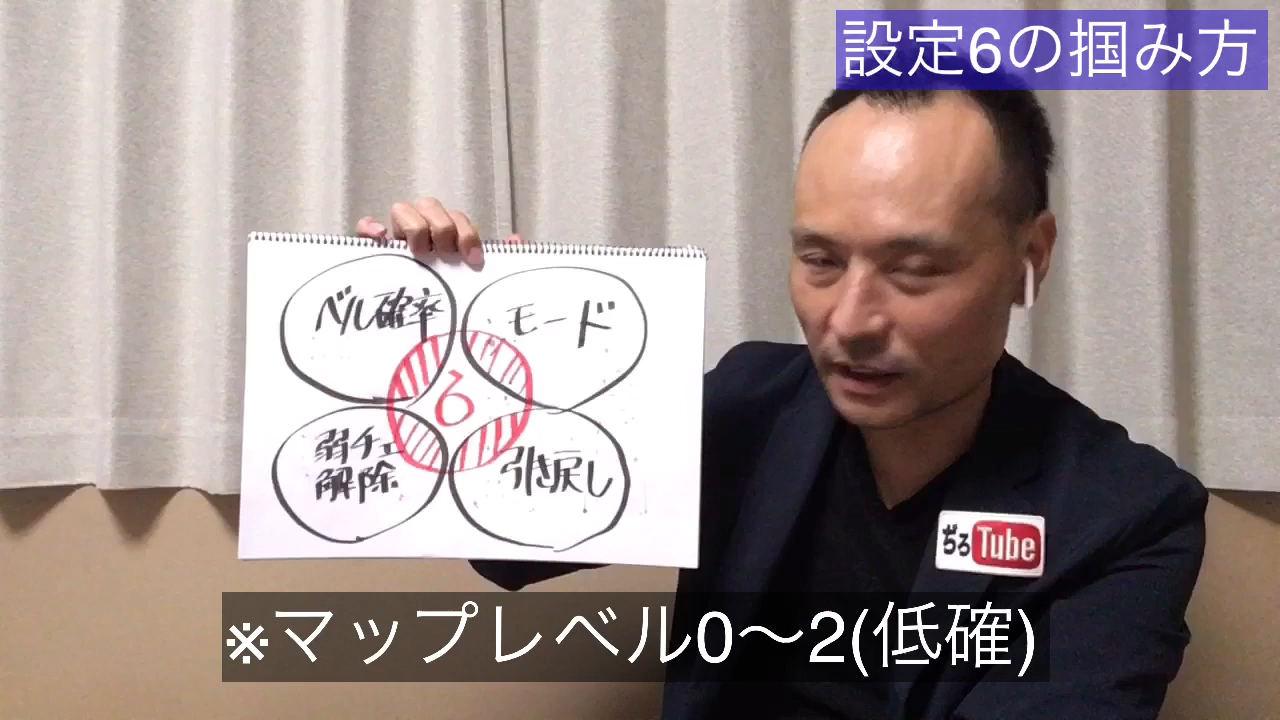 設定6の掴み方
ベル確率
モード
6
弱チェ
解除
引き戻し
ぢろTube
※マップレベル0〜2(低確)